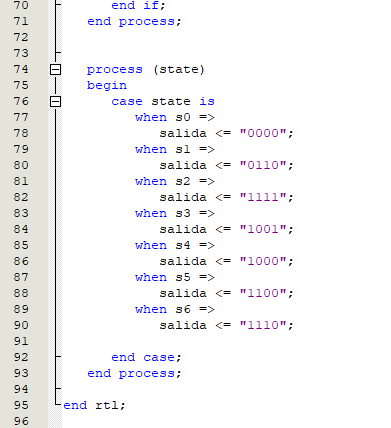 70 end if;
71 end process;
72
73
74 process (state)
75 begin
76 case state is
77 when s0 =>
78 salida <= "0000";
79 when s1 =>
80 salida <= "0110";
81 when s2 =>
82 salida <= "1111";
83 when s3 =>
84 salida <= "1001";
85 when s4 =>
86 salida <= "1000";
87 when s5 =>
88 salida <= "1100";
89 when s6 =>
90 salida <= "1110";
91
92 end case;
93 end process;
94
95 end rtl;
96